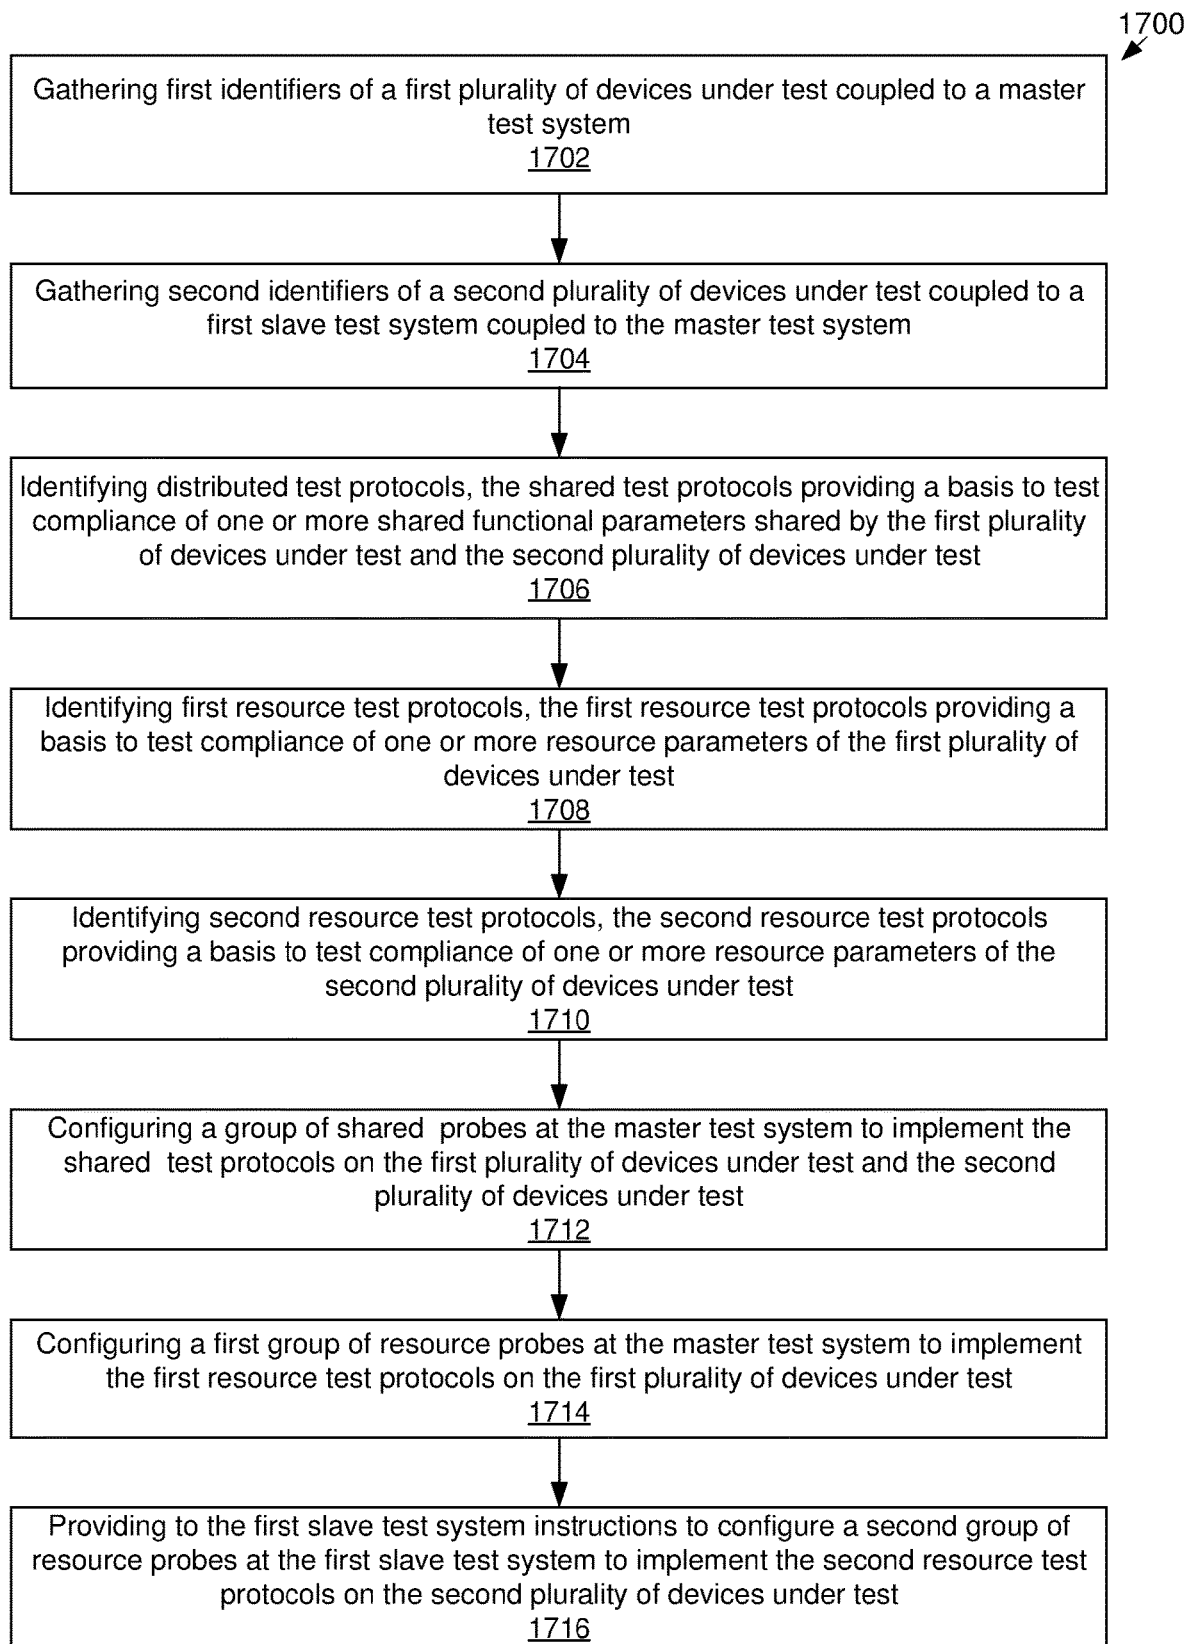 1700
Gathering first identifiers of a first plurality of devices under test coupled to a master
test system
1702
Gathering second identifiers of a second plurality of devices under test coupled to a
first slave test system coupled to the master test system
1704
Identifying distributed test protocols, the shared test protocols providing a basis to test
compliance of one or more shared functional parameters shared by the first plurality
of devices under test and the second plurality of devices under test
1706
Identifying first resource test protocols, the first resource test protocols providing a
basis to test compliance of one or more resource parameters of the first plurality of
devices under test
1708
Identifying second resource test protocols, the second resource test protocols
providing a basis to test compliance of one or more resource parameters of the
second plurality of devices under test
1710
Configuring a group of shared probes at the master test system to implement the
shared test protocols on the first plurality of devices under test and the second
plurality of devices under test
1712
Configuring a first group of resource probes at the master test system to implement
the first resource test protocols on the first plurality of devices under test
1714
Providing to the first slave test system instructions to configure a second group of
resource probes at the first slave test system to implement the second resource test
protocols on the second plurality of devices under test
1716